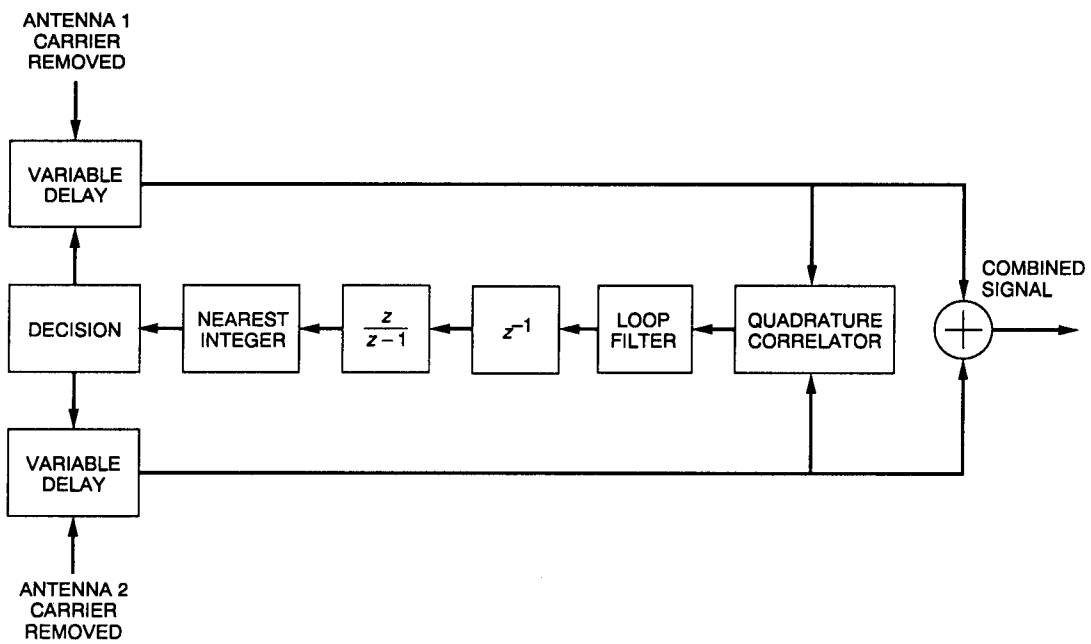 ANTENNA 1
CARRIER
REMOVED
VARIABLE
DELAY
COMBINED
SIGNAL
DECISION
NEAREST
INTEGER
z
z – 1
z⁻¹
LOOP
FILTER
QUADRATURE
CORRELATOR
+
VARIABLE
DELAY
ANTENNA 2
CARRIER
REMOVED